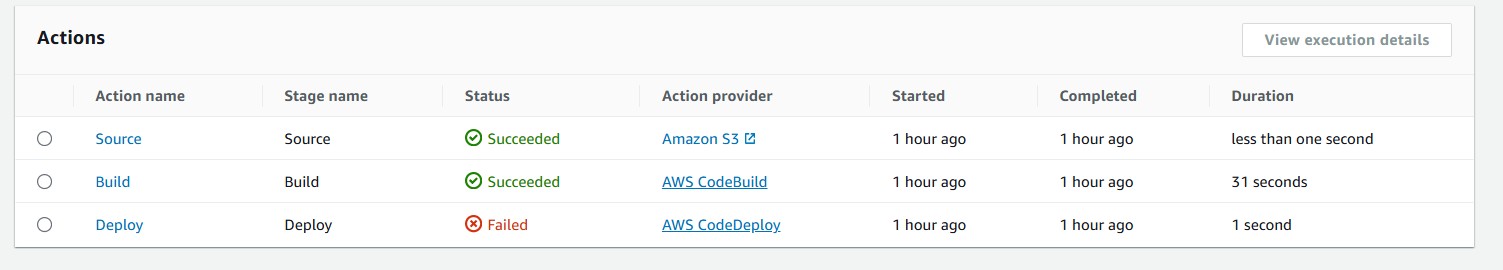 Actions
View execution details
Action name Stage name Status Action provider Started Completed Duration
Source Source Succeeded Amazon S3 1 hour ago 1 hour ago less than one second
Build Build Succeeded AWS CodeBuild 1 hour ago 1 hour ago 31 seconds
Deploy Deploy Failed AWS CodeDeploy 1 hour ago 1 hour ago 1 second